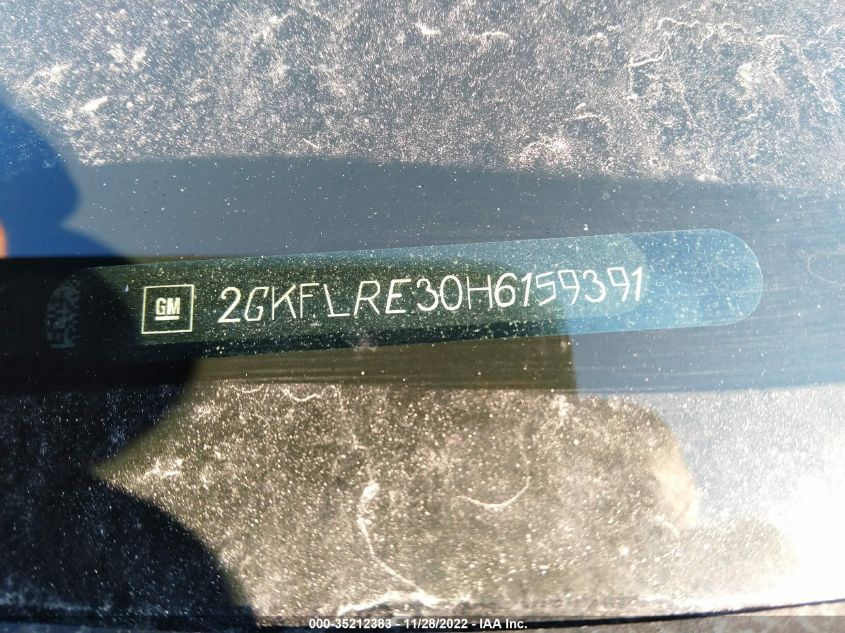 GM 2GKFLRE30H6159391
000-35212383 - 11/28/2022 - IAA Inc.